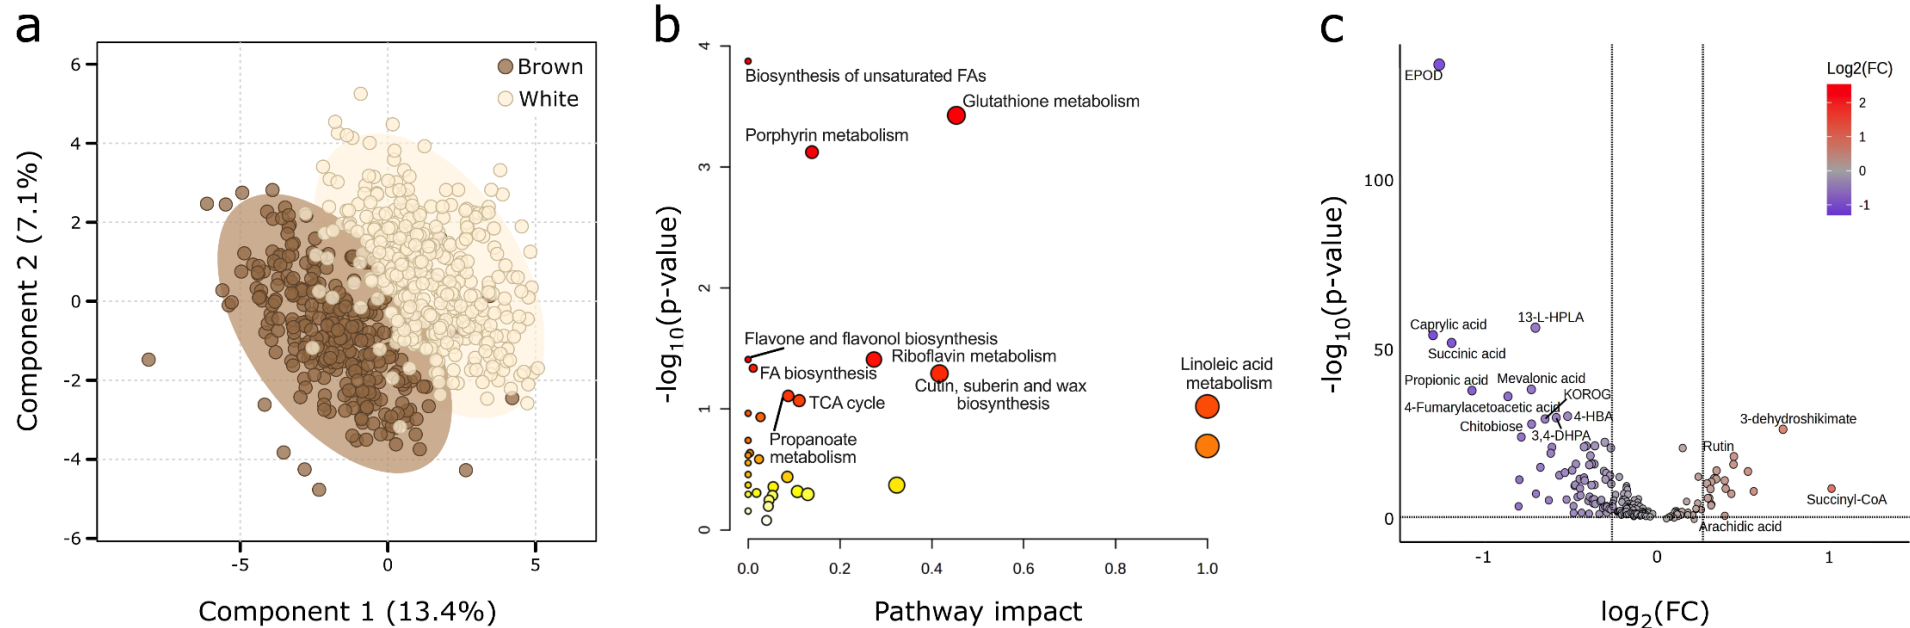 a
6
4
2
0
-2
-4
-6
-5
0
5
Component 2 (7.1%)
Component 1 (13.4%)
Brown
White
b
4
3
2
1
0
0.0
0.2
0.4
0.6
0.8
1.0
-log10(p-value)
Pathway impact
Biosynthesis of unsaturated FAs
Glutathione metabolism
Porphyrin metabolism
Flavone and flavonol biosynthesis
Riboflavin metabolism
FA biosynthesis
Cutin, suberin and wax
biosynthesis
TCA cycle
Propanoate
metabolism
Linoleic acid
metabolism
c
100
50
0
-1
0
1
-log10(p-value)
log2(FC)
Log2(FC)
2
1
0
-1
EPOD
13-L-HPLA
Caprylic acid
Succinic acid
Propionic acid
Mevalonic acid
KOROG
4-Fumarylacetoacetic acid
4-HBA
Chitobiose
3,4-DHPA
3-dehydroshikimate
Rutin
Succinyl-CoA
Arachidic acid